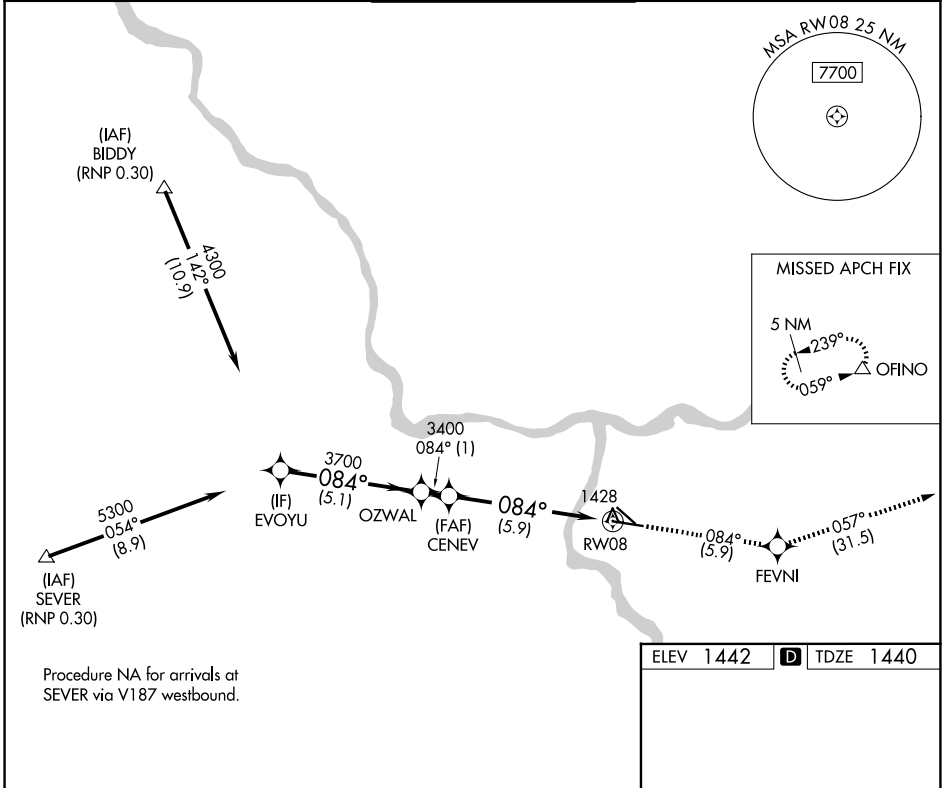 MSA RW08 25 NM
7700
(IAF)
BIDDY
(RNP 0.30)
4300
142°
(10.9)
MISSED APCH FIX
5 NM
239°
059°
OFINO
3400
084° (1)
3700
084°
(5.1)
(IF)
EVOYU
OZWAL
(FAF)
CENEV
084°
(5.9)
1428
RW08
084°
(5.9)
FEVNI
057°
(31.5)
5300
054°
(8.9)
(IAF)
SEVER
(RNP 0.30)
Procedure NA for arrivals at
SEVER via V187 westbound.
ELEV 1442 D TDZE 1440